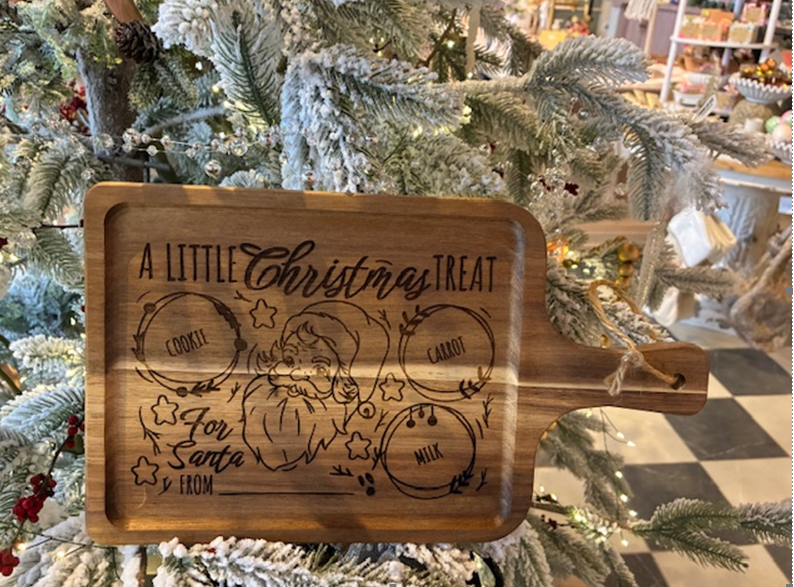 A LITTLE Christmas TREAT
COOKIE
CARROT
For
Santa
MILK
FROM